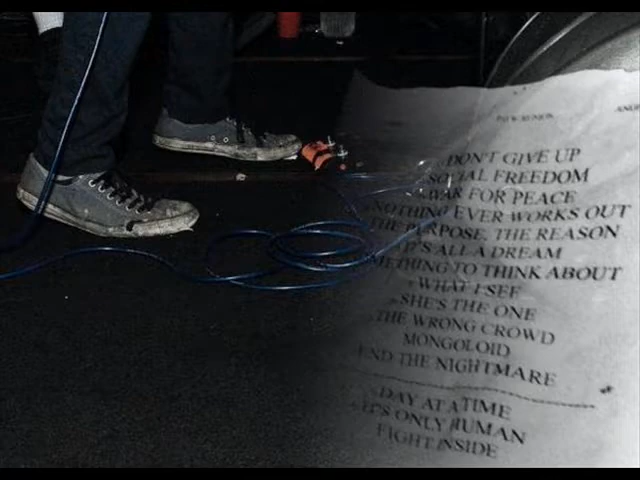 DON'T GIVE UP
SOCIAL FREEDOM
WAR FOR PEACE
NOTHING EVER WORKS OUT
THE PURPOSE, THE REASON
IT'S ALL A DREAM
METHING TO THINK ABOUT
WHAT I SEE
SHE'S THE ONE
THE WRONG CROWD
MONGOLOID
END THE NIGHTMARE
DAY AT A TIME
IT'S ONLY HUMAN
FIGHT INSIDE